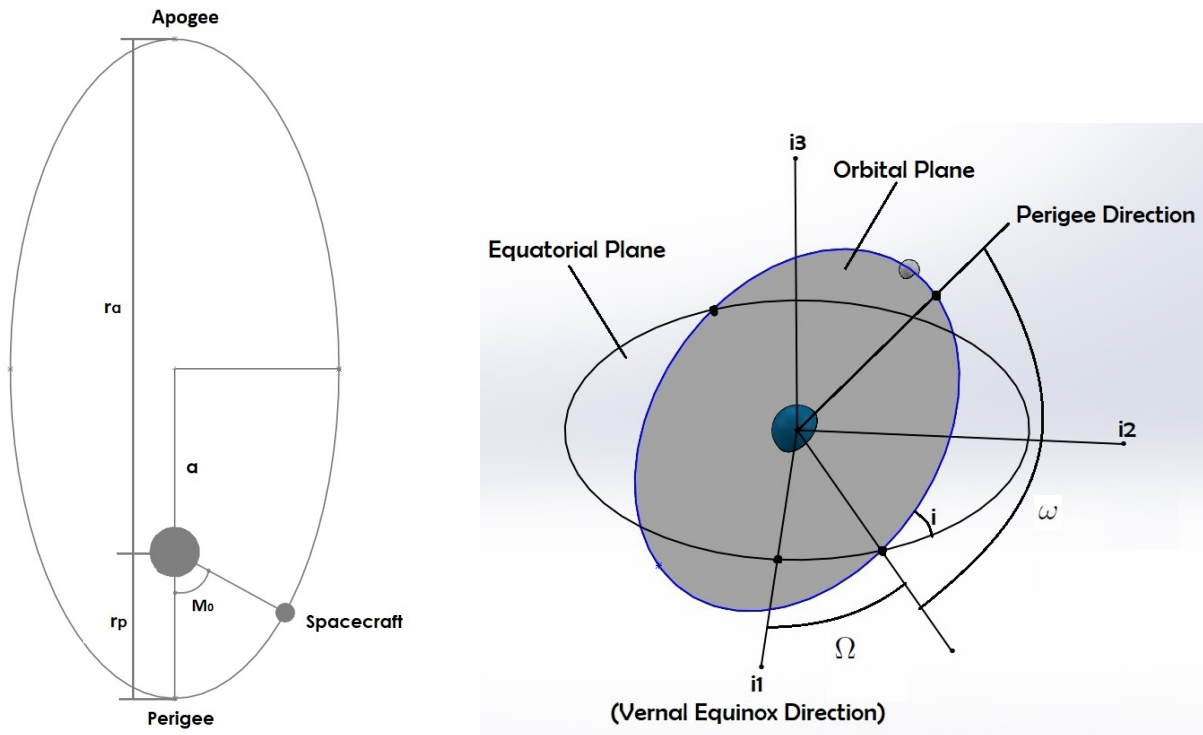 Apogee
ra
a
M₀
rp
Spacecraft
Perigee
i3
Orbital Plane
Perigee Direction
Equatorial Plane
i2
i
ω
Ω
i1
(Vernal Equinox Direction)